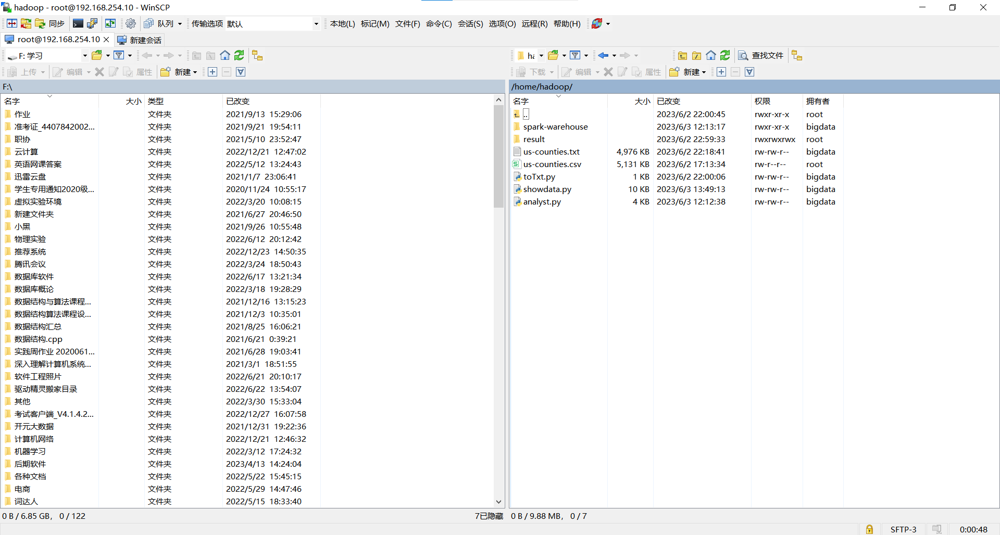 hadoop - root@192.168.254.10 - WinSCP
同步 队列 传输选项 默认 本地(L) 标记(M) 文件(F) 命令(C) 会话(S) 选项(O) 远程(R) 帮助(H)
root@192.168.254.10 新建会话
F: 学习
上传 编辑 属性 新建
F:\
名字 大小 类型 已改变
作业 文件夹 2021/9/13 15:29:06
准考证_4407842002... 文件夹 2021/9/21 19:54:11
职协 文件夹 2021/5/10 23:52:47
云计算 文件夹 2022/12/21 12:47:02
英语网课答案 文件夹 2022/5/12 13:24:43
迅雷云盘 文件夹 2021/1/7 23:06:41
学生专用通知2020级... 文件夹 2020/11/24 10:55:17
虚拟实验环境 文件夹 2022/3/20 10:08:15
新建文件夹 文件夹 2021/6/27 20:46:50
小黑 文件夹 2021/9/26 10:55:48
物理实验 文件夹 2022/6/12 20:12:42
推荐系统 文件夹 2022/12/23 14:50:35
腾讯会议 文件夹 2022/3/24 18:50:43
数据库软件 文件夹 2022/6/17 13:21:34
数据库概论 文件夹 2022/3/18 19:28:29
数据结构与算法课程... 文件夹 2021/12/16 13:15:23
数据结构算法课程设... 文件夹 2021/12/3 10:35:01
数据结构汇总 文件夹 2021/8/25 16:06:21
数据结构.cpp 文件夹 2021/6/21 0:39:21
实践周作业 2020061... 文件夹 2021/6/28 19:03:41
深入理解计算机系统... 文件夹 2021/3/1 18:51:55
软件工程照片 文件夹 2022/6/21 20:10:17
驱动精灵搬家目录 文件夹 2022/6/22 13:54:07
其他 文件夹 2022/3/30 15:33:04
考试客户端_V4.1.4.2... 文件夹 2022/12/27 16:07:58
开元大数据 文件夹 2021/12/31 19:22:36
计算机网络 文件夹 2022/12/21 12:46:32
机器学习 文件夹 2022/3/12 17:24:32
后期软件 文件夹 2023/4/13 14:24:04
各种文档 文件夹 2022/5/22 15:45:15
电商 文件夹 2022/5/29 14:47:46
词达人 文件夹 2022/5/15 18:33:40
0 B / 6.85 GB, 0 / 122 7已隐藏
ha 查找文件
下载 编辑 属性 新建
/home/hadoop/
名字 大小 已改变 权限 拥有者
.. 2023/6/2 22:00:45 rwxr-xr-x root
spark-warehouse 2023/6/3 12:13:17 rwxr-xr-x bigdata
result 2023/6/2 22:59:33 rwxrwxrwx root
us-counties.txt 4,976 KB 2023/6/2 22:18:41 rw-rw-r-- bigdata
us-counties.csv 5,131 KB 2023/6/2 17:13:34 rw-r--r-- root
toTxt.py 1 KB 2023/6/2 22:00:06 rw-rw-r-- bigdata
showdata.py 10 KB 2023/6/3 13:49:13 rw-rw-r-- bigdata
analyst.py 4 KB 2023/6/3 12:12:38 rw-rw-r-- bigdata
0 B / 9.88 MB, 0 / 7
SFTP-3 0:00:48